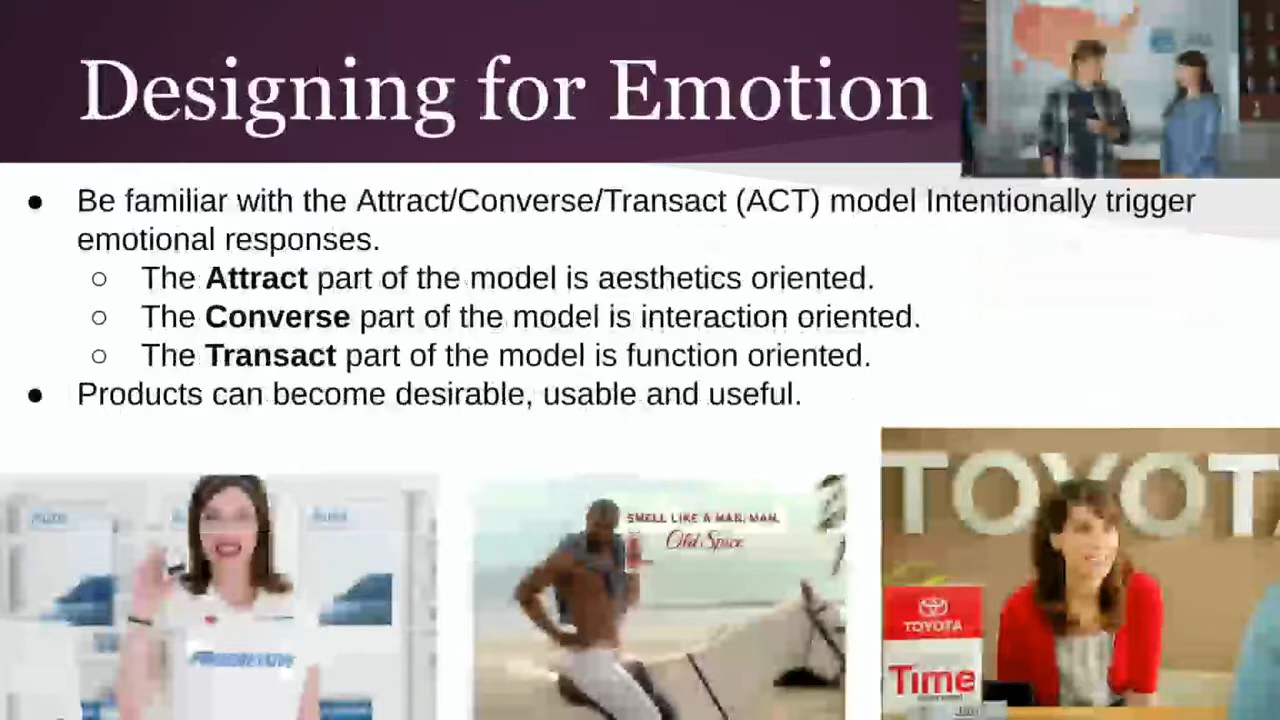 Designing for Emotion
● Be familiar with the Attract/Converse/Transact (ACT) model Intentionally trigger
emotional responses.
○ The Attract part of the model is aesthetics oriented.
○ The Converse part of the model is interaction oriented.
○ The Transact part of the model is function oriented.
● Products can become desirable, usable and useful.
SMELL LIKE A MAN, MAN.
Old Spice
TOYOTA
TOYOTA
Time